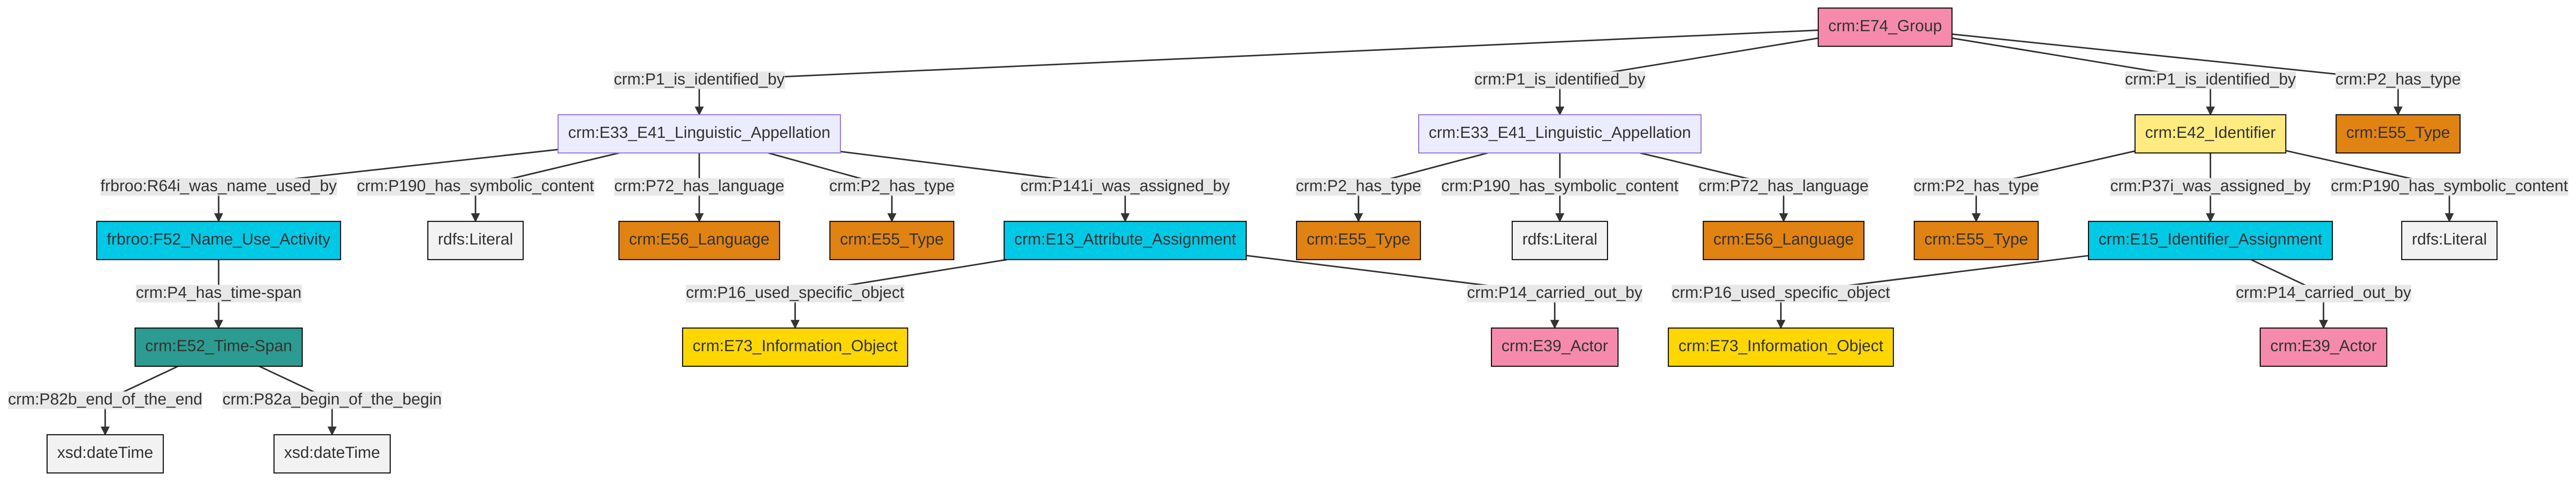 crm:E74_Group
crm:P1_is_identified_by
crm:P1_is_identified_by
crm:P1_is_identified_by
crm:P2_has_type
crm:E33_E41_Linguistic_Appellation
crm:E33_E41_Linguistic_Appellation
crm:E42_Identifier
crm:E55_Type
frbroo:R64i_was_name_used_by
crm:P190_has_symbolic_content
crm:P72_has_language
crm:P2_has_type
crm:P141i_was_assigned_by
crm:P2_has_type
crm:P190_has_symbolic_content
crm:P72_has_language
crm:P2_has_type
crm:P37i_was_assigned_by
crm:P190_has_symbolic_content
frbroo:F52_Name_Use_Activity
rdfs:Literal
crm:E56_Language
crm:E55_Type
crm:E13_Attribute_Assignment
crm:E55_Type
rdfs:Literal
crm:E56_Language
crm:E55_Type
crm:E15_Identifier_Assignment
rdfs:Literal
crm:P4_has_time-span
crm:P16_used_specific_object
crm:P14_carried_out_by
crm:P16_used_specific_object
crm:P14_carried_out_by
crm:E52_Time-Span
crm:E73_Information_Object
crm:E39_Actor
crm:E73_Information_Object
crm:E39_Actor
crm:P82b_end_of_the_end
crm:P82a_begin_of_the_begin
xsd:dateTime
xsd:dateTime